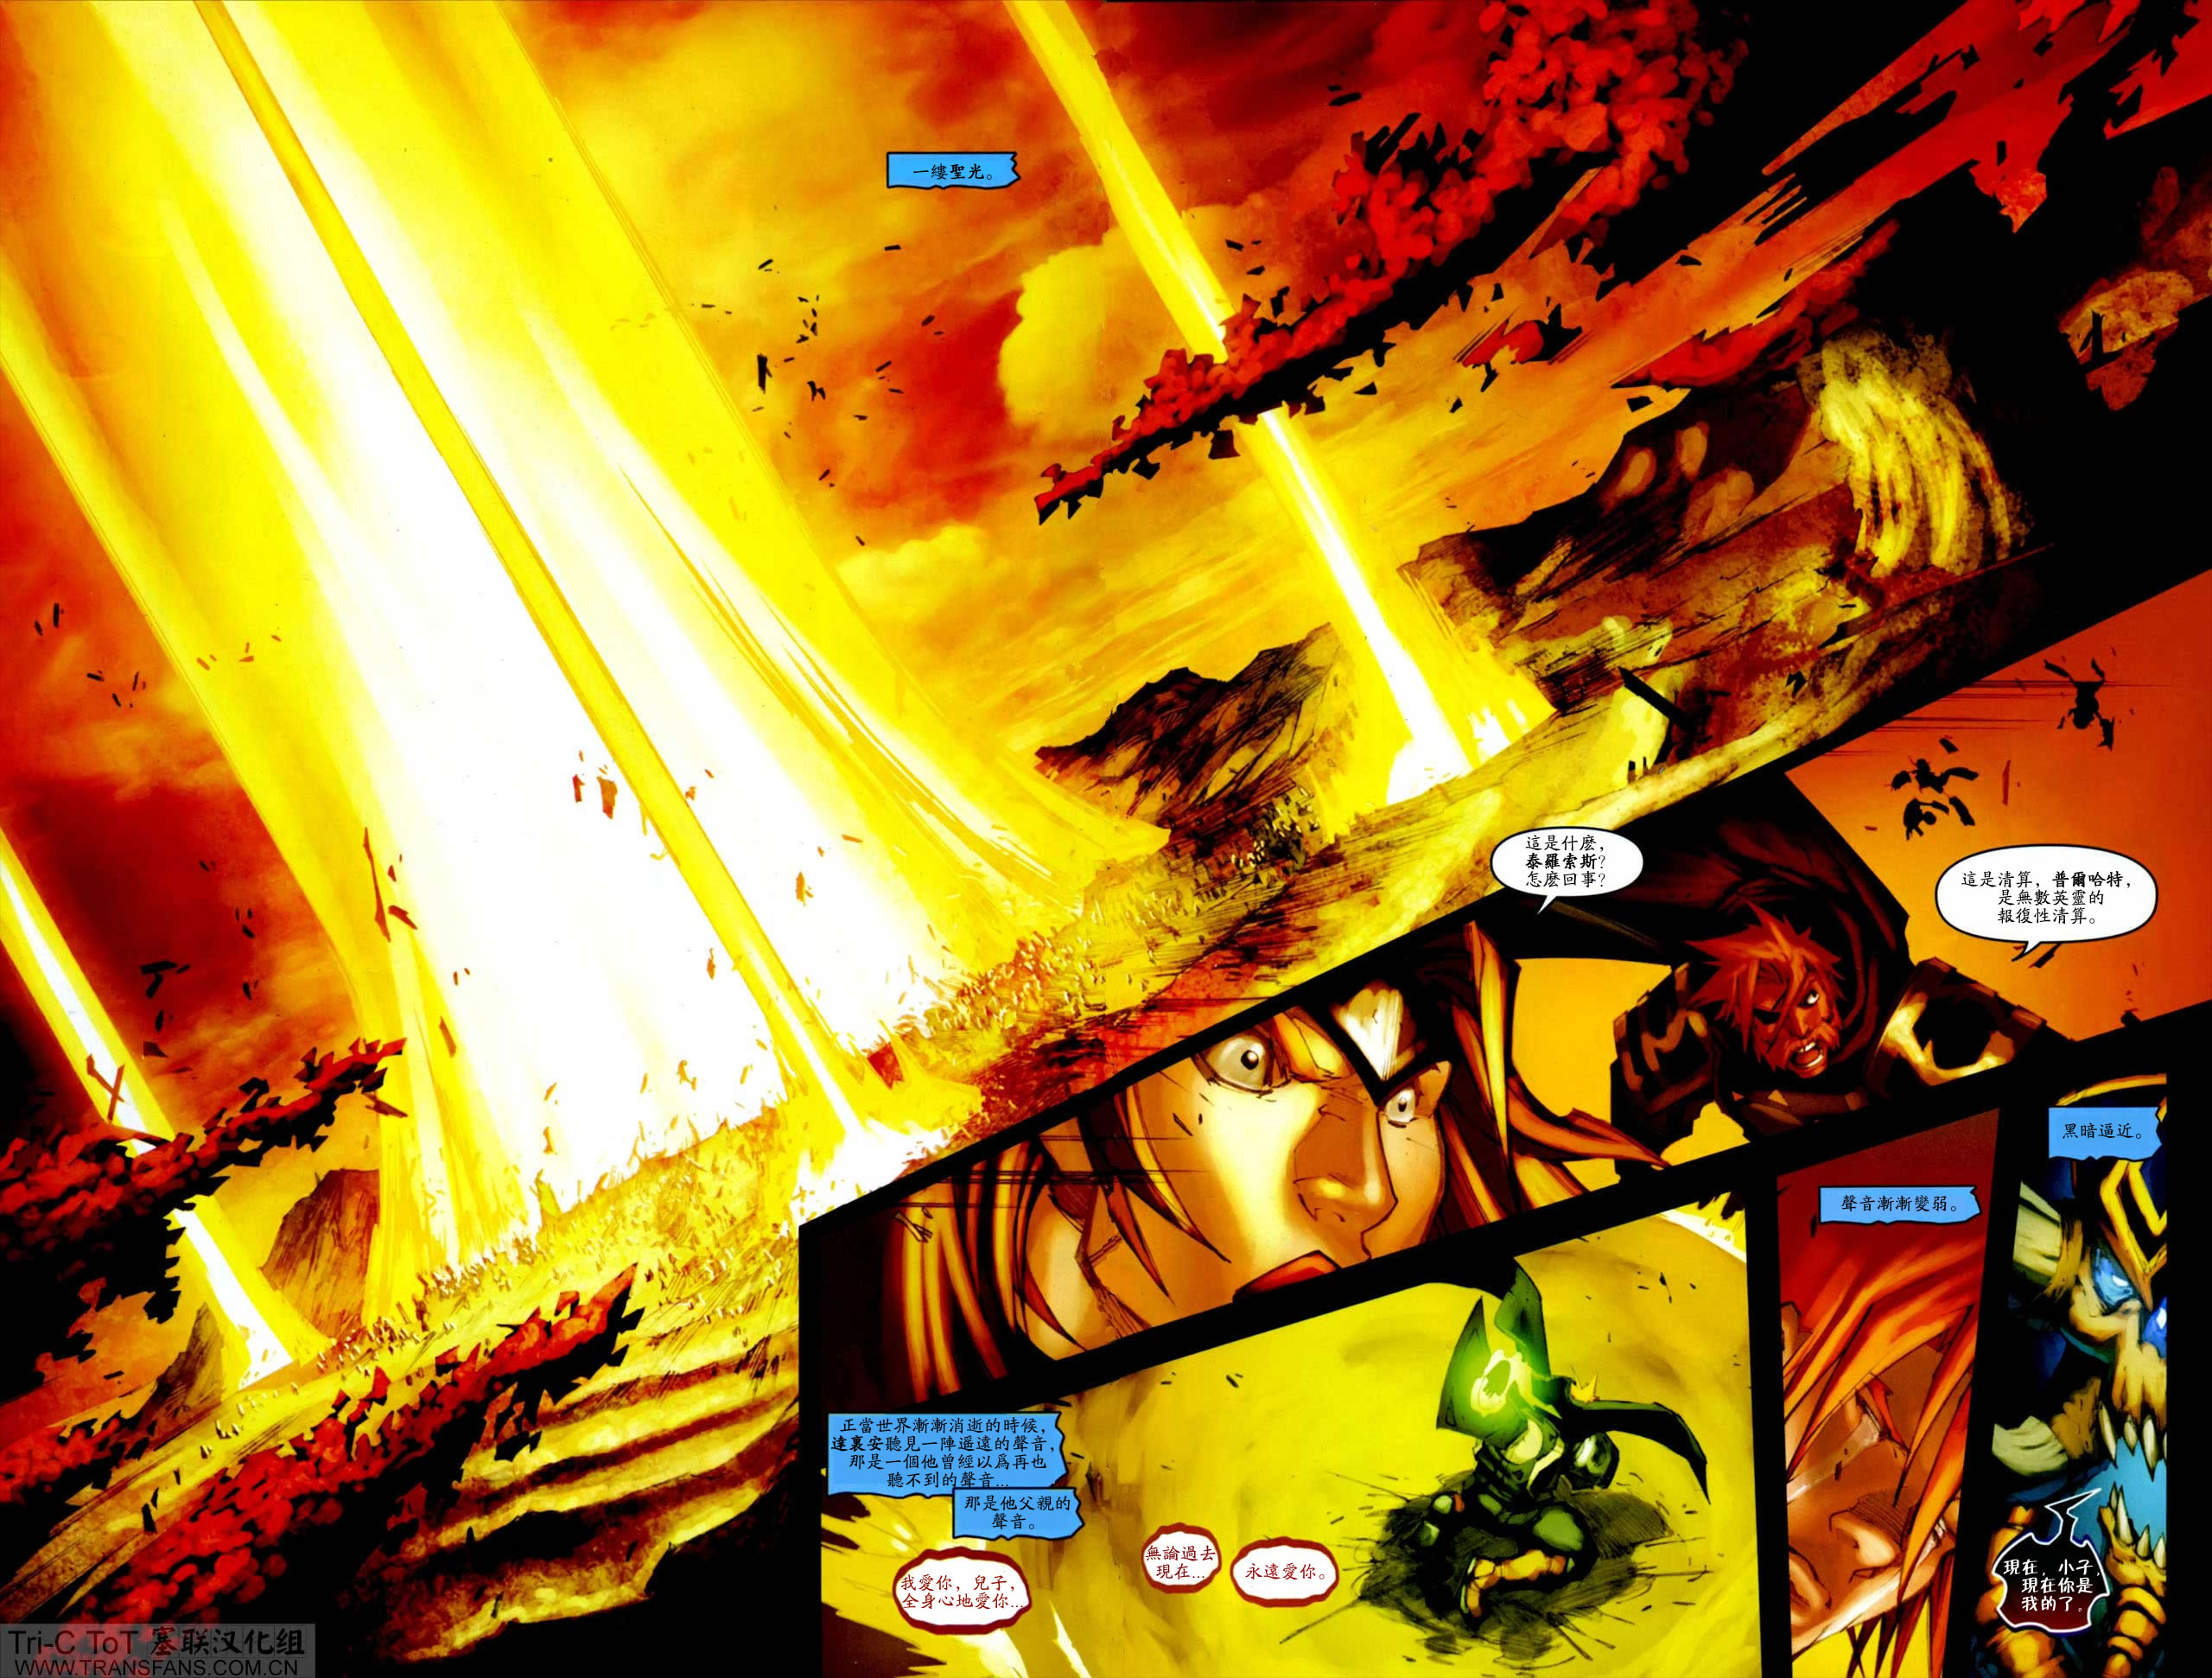 一縷聖光。
這是什麽，
泰羅索斯？
怎麽回事？
這是清算，普爾哈特，
是無數英靈的
報復性清算。
正當世界漸漸消逝的時候，
達裏安聽見一陣遥遠的聲音，
那是一個他曾經以爲再也
聽不到的聲音...
那是他父親的
聲音。
我愛你，兒子，
全身心地愛你...
無論過去
現在...
永遠愛你。
聲音漸漸變弱。
黑暗逼近。
現在，小子，
現在你是
我的了。
Tri-C ToT 塞联汉化组
WWW.TRANSFANS.COM.CN